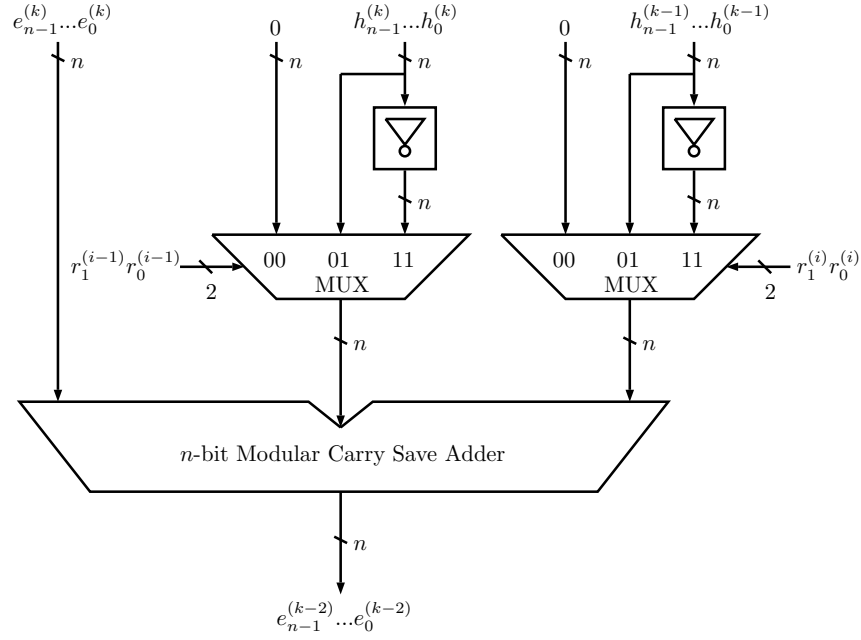 e_{n-1}^{(k)}...e_0^{(k)} 0 h_{n-1}^{(k)}...h_0^{(k)} 0 h_{n-1}^{(k-1)}...h_0^{(k-1)}
n n n n n
n n
r_1^{(i-1)}r_0^{(i-1)} 00 01 11 00 01 11 r_1^{(i)}r_0^{(i)}
2 MUX MUX 2
n n
n-bit Modular Carry Save Adder
n
e_{n-1}^{(k-2)}...e_0^{(k-2)}